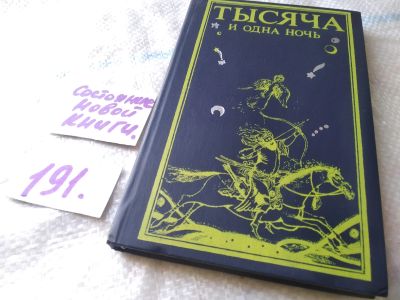 ТЫСЯЧА
И ОДНА НОЧЬ
Состояние
новой
книги.
191.